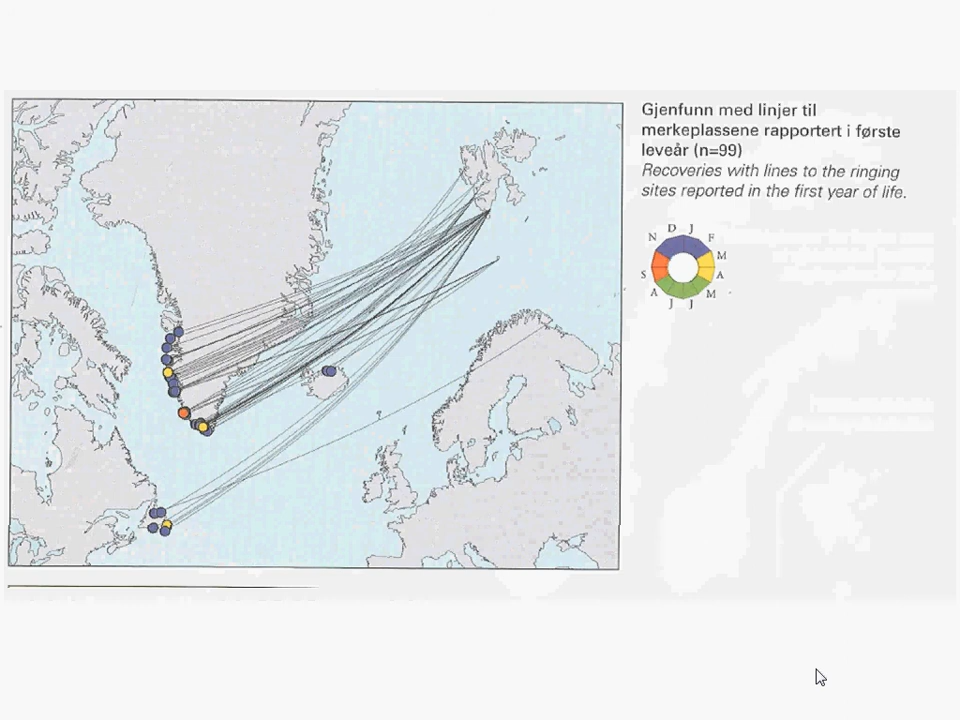 Gjenfunn med linjer til
merkeplassene rapportert i første
leveår (n=99)
Recoveries with lines to the ringing
sites reported in the first year of life.
D J
N F
M
S A
A M
J J